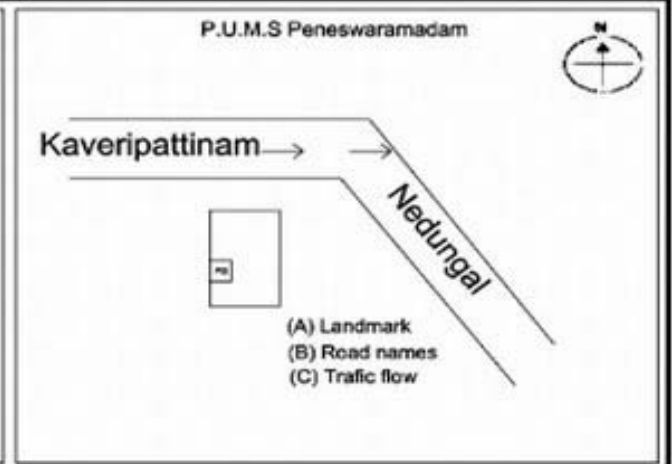 P.U.M.S Peneswaramadam
N
Kaveripattinam
Nedungal
(A) Landmark
(B) Road names
(C) Trafic flow